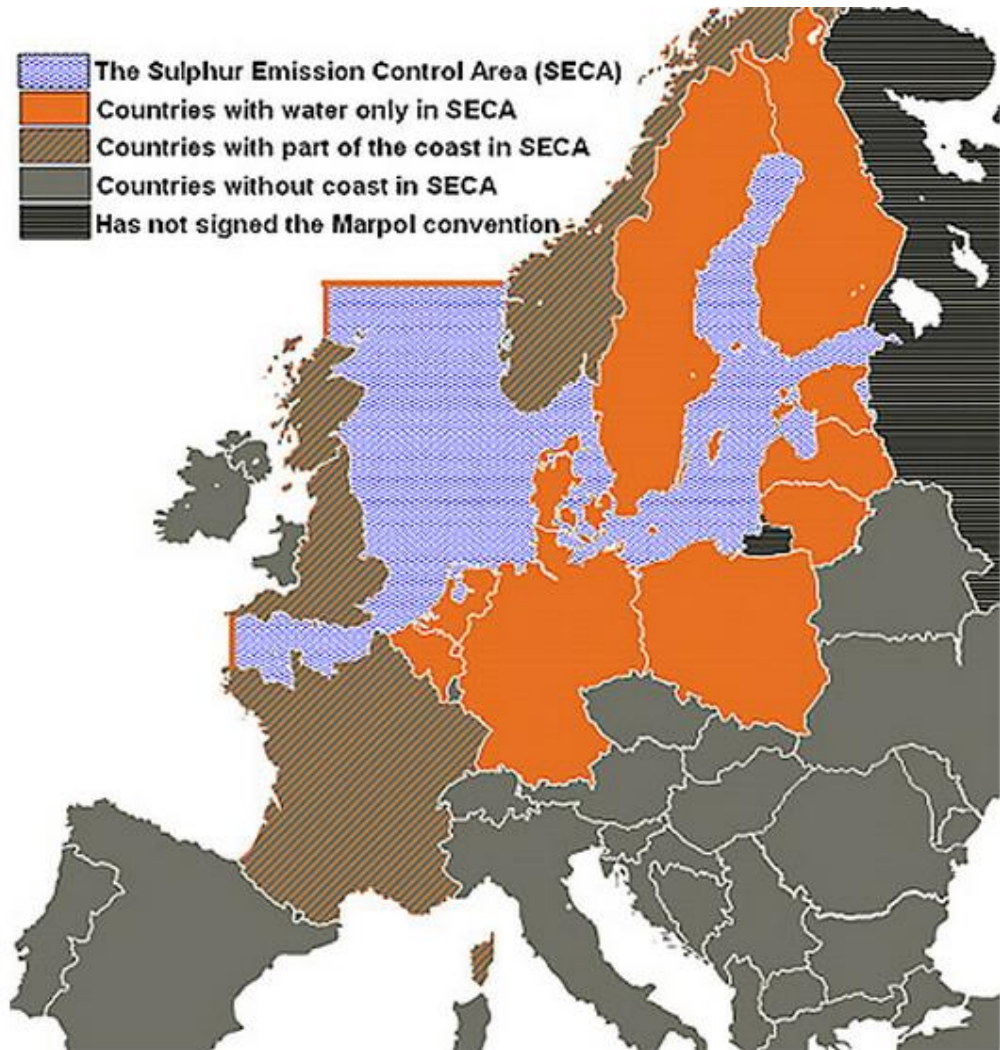 The Sulphur Emission Control Area (SECA)
Countries with water only in SECA
Countries with part of the coast in SECA
Countries without coast in SECA
Has not signed the Marpol convention